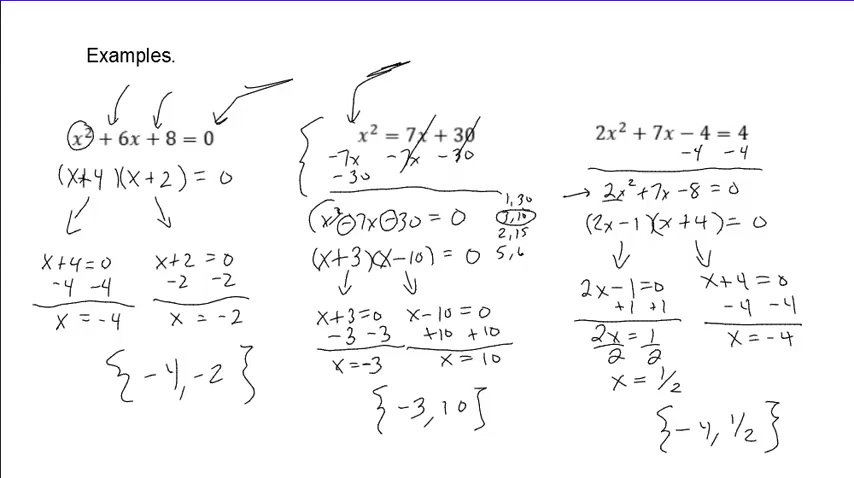 Examples.
x² + 6x + 8 = 0
(x+4)(x+2) = 0
x+4=0 x+2=0
-4 -4 -2 -2
x = -4 x = -2
{-4, -2}
x² = 7x + 30
-7x -7x -30
-30
x² - 7x - 30 = 0
1, 30
3, 10
2, 15
5, 6
(x+3)(x-10) = 0
x+3=0 x-10=0
-3 -3 +10 +10
x=-3 x = 10
{-3, 10}
2x² + 7x − 4 = 4
-4 -4
2x² + 7x - 8 = 0
(2x-1)(x+4) = 0
2x-1=0 x+4=0
+1 +1 -4 -4
2x/2 = 1/2 x = -4
x = 1/2
{-4, 1/2}